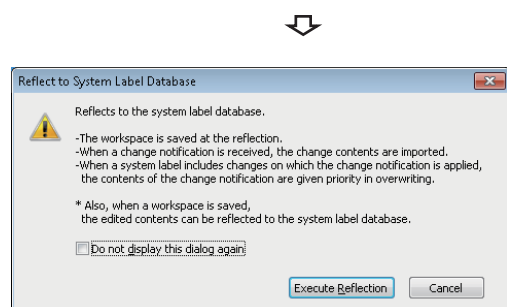 Reflect to System Label Database
Reflects to the system label database.
-The workspace is saved at the reflection.
-When a change notification is received, the change contents are imported.
-When a system label includes changes on which the change notification is applied,
the contents of the change notification are given priority in overwriting.
* Also, when a workspace is saved,
the edited contents can be reflected to the system label database.
Do not display this dialog again
Execute Reflection
Cancel